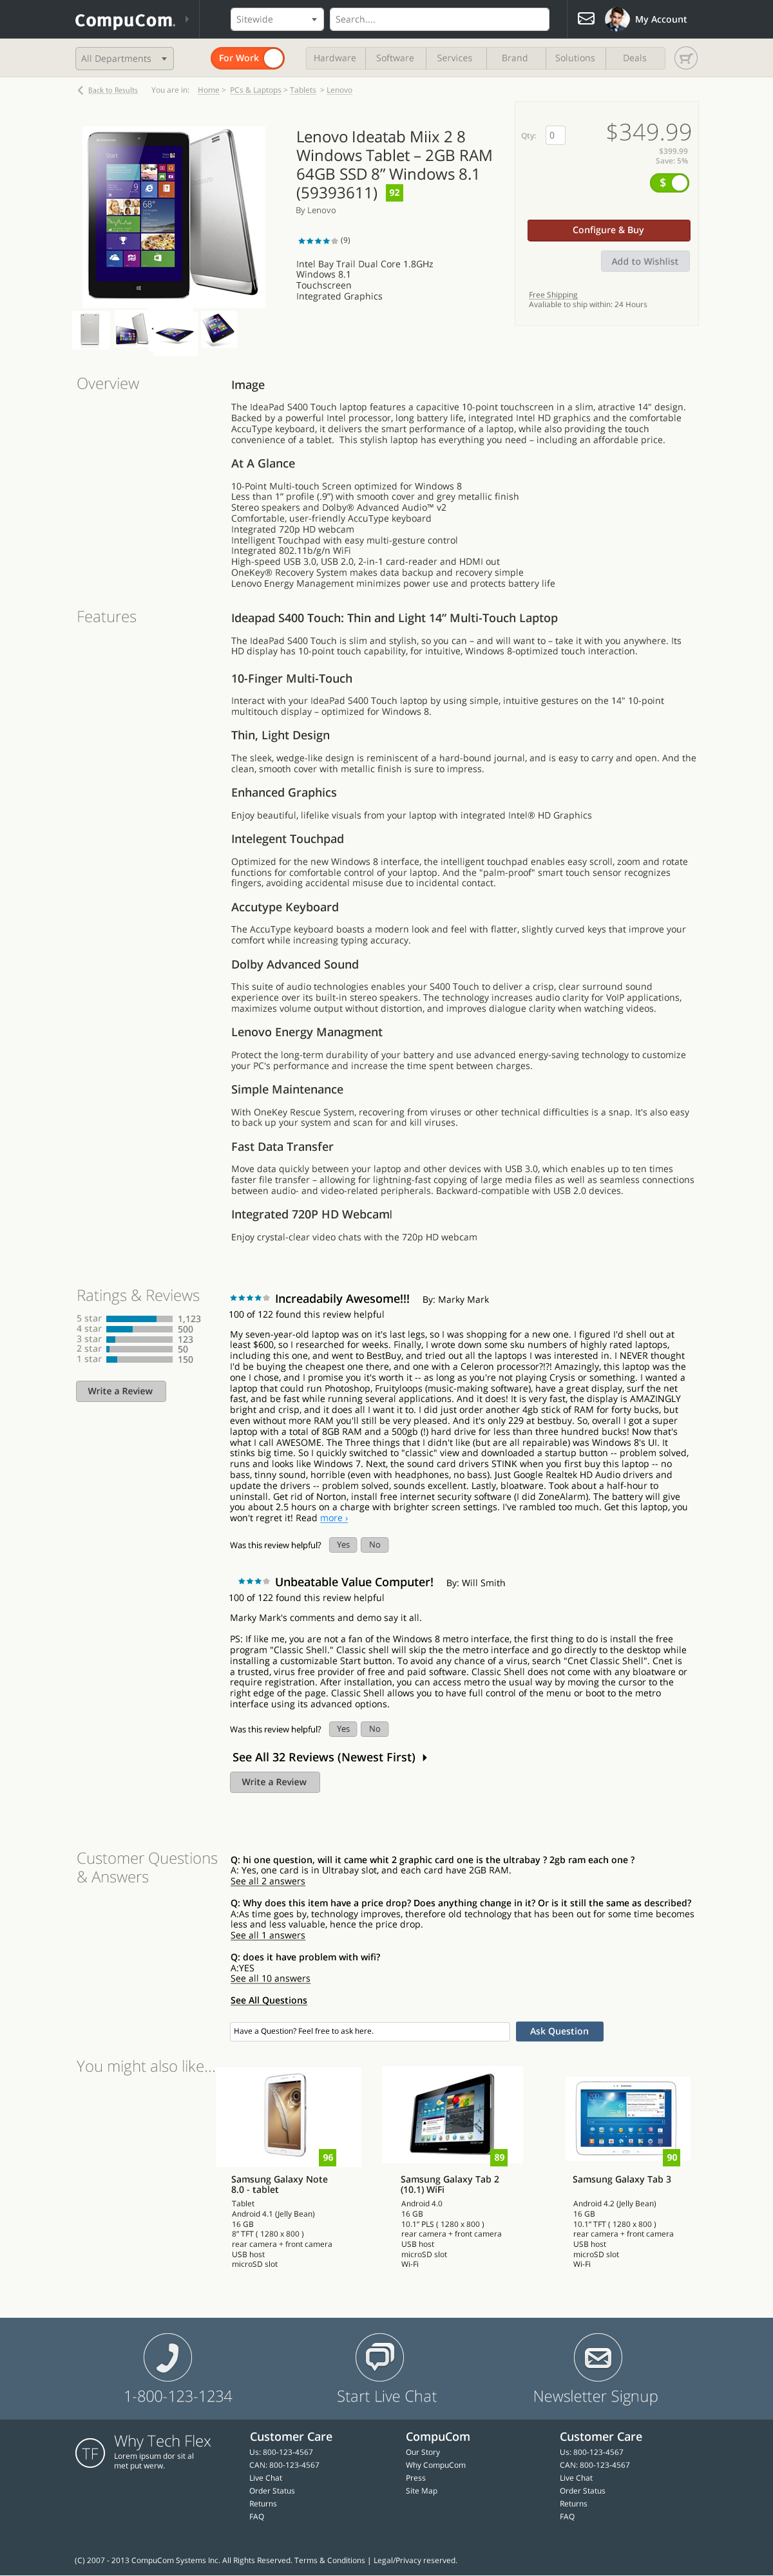 CompuCom.
Sitewide
Search....
My Account
All Departments
For Work
Hardware
Software
Services
Brand
Solutions
Deals
Back to Results
You are in: Home > PCs & Laptops > Tablets > Lenovo
Lenovo Ideatab Miix 2 8
Windows Tablet – 2GB RAM
64GB SSD 8” Windows 8.1
(59393611) 92
By Lenovo
(9)
Intel Bay Trail Dual Core 1.8GHz
Windows 8.1
Touchscreen
Integrated Graphics
Qty: 0
$349.99
$399.99
Save: 5%
$
Configure & Buy
Add to Wishlist
Free Shipping
Avaliable to ship within: 24 Hours
Overview
Image
The IdeaPad S400 Touch laptop features a capacitive 10-point touchscreen in a slim, atractive 14" design.
Backed by a powerful Intel processor, long battery life, integrated Intel HD graphics and the comfortable
AccuType keyboard, it delivers the smart performance of a laptop, while also providing the touch
convenience of a tablet. This stylish laptop has everything you need – including an affordable price.
At A Glance
10-Point Multi-touch Screen optimized for Windows 8
Less than 1” profile (.9”) with smooth cover and grey metallic finish
Stereo speakers and Dolby® Advanced Audio™ v2
Comfortable, user-friendly AccuType keyboard
Integrated 720p HD webcam
Intelligent Touchpad with easy multi-gesture control
Integrated 802.11b/g/n WiFi
High-speed USB 3.0, USB 2.0, 2-in-1 card-reader and HDMI out
OneKey® Recovery System makes data backup and recovery simple
Lenovo Energy Management minimizes power use and protects battery life
Features
Ideapad S400 Touch: Thin and Light 14” Multi-Touch Laptop
The IdeaPad S400 Touch is slim and stylish, so you can – and will want to – take it with you anywhere. Its
HD display has 10-point touch capability, for intuitive, Windows 8-optimized touch interaction.
10-Finger Multi-Touch
Interact with your IdeaPad S400 Touch laptop by using simple, intuitive gestures on the 14" 10-point
multitouch display – optimized for Windows 8.
Thin, Light Design
The sleek, wedge-like design is reminiscent of a hard-bound journal, and is easy to carry and open. And the
clean, smooth cover with metallic finish is sure to impress.
Enhanced Graphics
Enjoy beautiful, lifelike visuals from your laptop with integrated Intel® HD Graphics
Intelegent Touchpad
Optimized for the new Windows 8 interface, the intelligent touchpad enables easy scroll, zoom and rotate
functions for comfortable control of your laptop. And the "palm-proof" smart touch sensor recognizes
fingers, avoiding accidental misuse due to incidental contact.
Accutype Keyboard
The AccuType keyboard boasts a modern look and feel with flatter, slightly curved keys that improve your
comfort while increasing typing accuracy.
Dolby Advanced Sound
This suite of audio technologies enables your S400 Touch to deliver a crisp, clear surround sound
experience over its built-in stereo speakers. The technology increases audio clarity for VoIP applications,
maximizes volume output without distortion, and improves dialogue clarity when watching videos.
Lenovo Energy Managment
Protect the long-term durability of your battery and use advanced energy-saving technology to customize
your PC's performance and increase the time spent between charges.
Simple Maintenance
With OneKey Rescue System, recovering from viruses or other technical difficulties is a snap. It's also easy
to back up your system and scan for and kill viruses.
Fast Data Transfer
Move data quickly between your laptop and other devices with USB 3.0, which enables up to ten times
faster file transfer – allowing for lightning-fast copying of large media files as well as seamless connections
between audio- and video-related peripherals. Backward-compatible with USB 2.0 devices.
Integrated 720P HD Webcaml
Enjoy crystal-clear video chats with the 720p HD webcam
Ratings & Reviews
5 star 1,123
4 star 500
3 star 123
2 star 50
1 star 150
Write a Review
Increadabily Awesome!!! By: Marky Mark
100 of 122 found this review helpful
My seven-year-old laptop was on it's last legs, so I was shopping for a new one. I figured I'd shell out at
least $600, so I researched for weeks. Finally, I wrote down some sku numbers of highly rated laptops,
including this one, and went to BestBuy, and tried out all the laptops I was interested in. I NEVER thought
I'd be buying the cheapest one there, and one with a Celeron processor?!?! Amazingly, this laptop was the
one I chose, and I promise you it's worth it -- as long as you're not playing Crysis or something. I wanted a
laptop that could run Photoshop, Fruityloops (music-making software), have a great display, surf the net
fast, and be fast while running several applications. And it does! It is very fast, the display is AMAZINGLY
bright and crisp, and it does all I want it to. I did just order another 4gb stick of RAM for forty bucks, but
even without more RAM you'll still be very pleased. And it's only 229 at bestbuy. So, overall I got a super
laptop with a total of 8GB RAM and a 500gb (!) hard drive for less than three hundred bucks! Now that's
what I call AWESOME. The Three things that I didn't like (but are all repairable) was Windows 8's UI. It
stinks big time. So I quickly switched to "classic" view and downloaded a startup button -- problem solved,
runs and looks like Windows 7. Next, the sound card drivers STINK when you first buy this laptop -- no
bass, tinny sound, horrible (even with headphones, no bass). Just Google Realtek HD Audio drivers and
update the drivers -- problem solved, sounds excellent. Lastly, bloatware. Took about a half-hour to
uninstall. Get rid of Norton, install free internet security software (I did ZoneAlarm). The battery will give
you about 2.5 hours on a charge with brighter screen settings. I've rambled too much. Get this laptop, you
won't regret it! Read more ›
Was this review helpful? Yes No
Unbeatable Value Computer! By: Will Smith
100 of 122 found this review helpful
Marky Mark's comments and demo say it all.
PS: If like me, you are not a fan of the Windows 8 metro interface, the first thing to do is install the free
program "Classic Shell." Classic shell will skip the the metro interface and go directly to the desktop while
installing a customizable Start button. To avoid any chance of a virus, search "Cnet Classic Shell". Cnet is
a trusted, virus free provider of free and paid software. Classic Shell does not come with any bloatware or
require registration. After installation, you can access metro the usual way by moving the cursor to the
right edge of the page. Classic Shell allows you to have full control of the menu or boot to the metro
interface using its advanced options.
Was this review helpful? Yes No
See All 32 Reviews (Newest First)
Write a Review
Customer Questions
& Answers
Q: hi one question, will it came whit 2 graphic card one is the ultrabay ? 2gb ram each one ?
A: Yes, one card is in Ultrabay slot, and each card have 2GB RAM.
See all 2 answers
Q: Why does this item have a price drop? Does anything change in it? Or is it still the same as described?
A:As time goes by, technology improves, therefore old technology that has been out for some time becomes
less and less valuable, hence the price drop.
See all 1 answers
Q: does it have problem with wifi?
A:YES
See all 10 answers
See All Questions
Have a Question? Feel free to ask here.
Ask Question
You might also like...
96
89
90
Samsung Galaxy Note
8.0 - tablet
Tablet
Android 4.1 (Jelly Bean)
16 GB
8” TFT ( 1280 x 800 )
rear camera + front camera
USB host
microSD slot
Samsung Galaxy Tab 2
(10.1) WiFi
Android 4.0
16 GB
10.1” PLS ( 1280 x 800 )
rear camera + front camera
USB host
microSD slot
Wi-Fi
Samsung Galaxy Tab 3
Android 4.2 (Jelly Bean)
16 GB
10.1” TFT ( 1280 x 800 )
rear camera + front camera
USB host
microSD slot
Wi-Fi
1-800-123-1234
Start Live Chat
Newsletter Signup
TF
Why Tech Flex
Lorem ipsum dor sit al
met put werw.
Customer Care
Us: 800-123-4567
CAN: 800-123-4567
Live Chat
Order Status
Returns
FAQ
CompuCom
Our Story
Why CompuCom
Press
Site Map
Customer Care
Us: 800-123-4567
CAN: 800-123-4567
Live Chat
Order Status
Returns
FAQ
(C) 2007 - 2013 CompuCom Systems Inc. All Rights Reserved. Terms & Conditions | Legal/Privacy reserved.